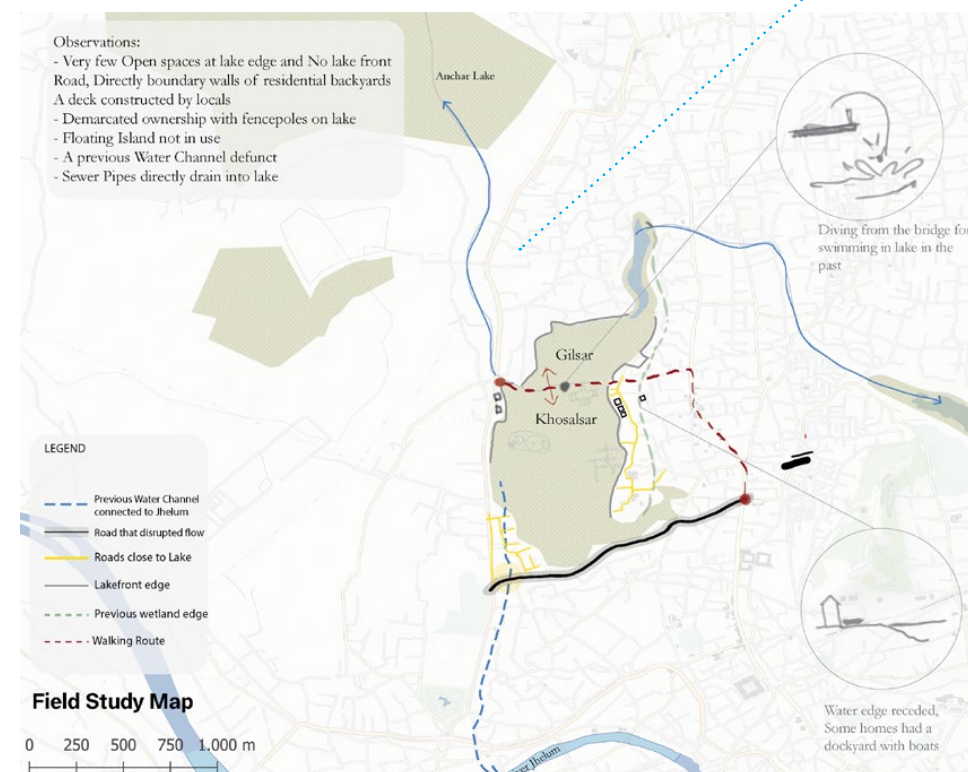 Observations:
- Very few Open spaces at lake edge and No lake front
Road, Directly boundary walls of residential backyards
A deck constructed by locals
- Demarcated ownership with fencepoles on lake
- Floating Island not in use
- A previous Water Channel defunct
- Sewer Pipes directly drain into lake
Anchar Lake
Diving from the bridge for
swimming in lake in the
past
Gilsar
Khosalsar
LEGEND
Previous Water Channel
connected to Jhelum
Road that disrupted flow
Roads close to Lake
Lakefront edge
Previous wetland edge
Walking Route
Field Study Map
0 250 500 750 1.000 m
Water edge receded,
Some homes had a
dockyard with boats
Jhelum